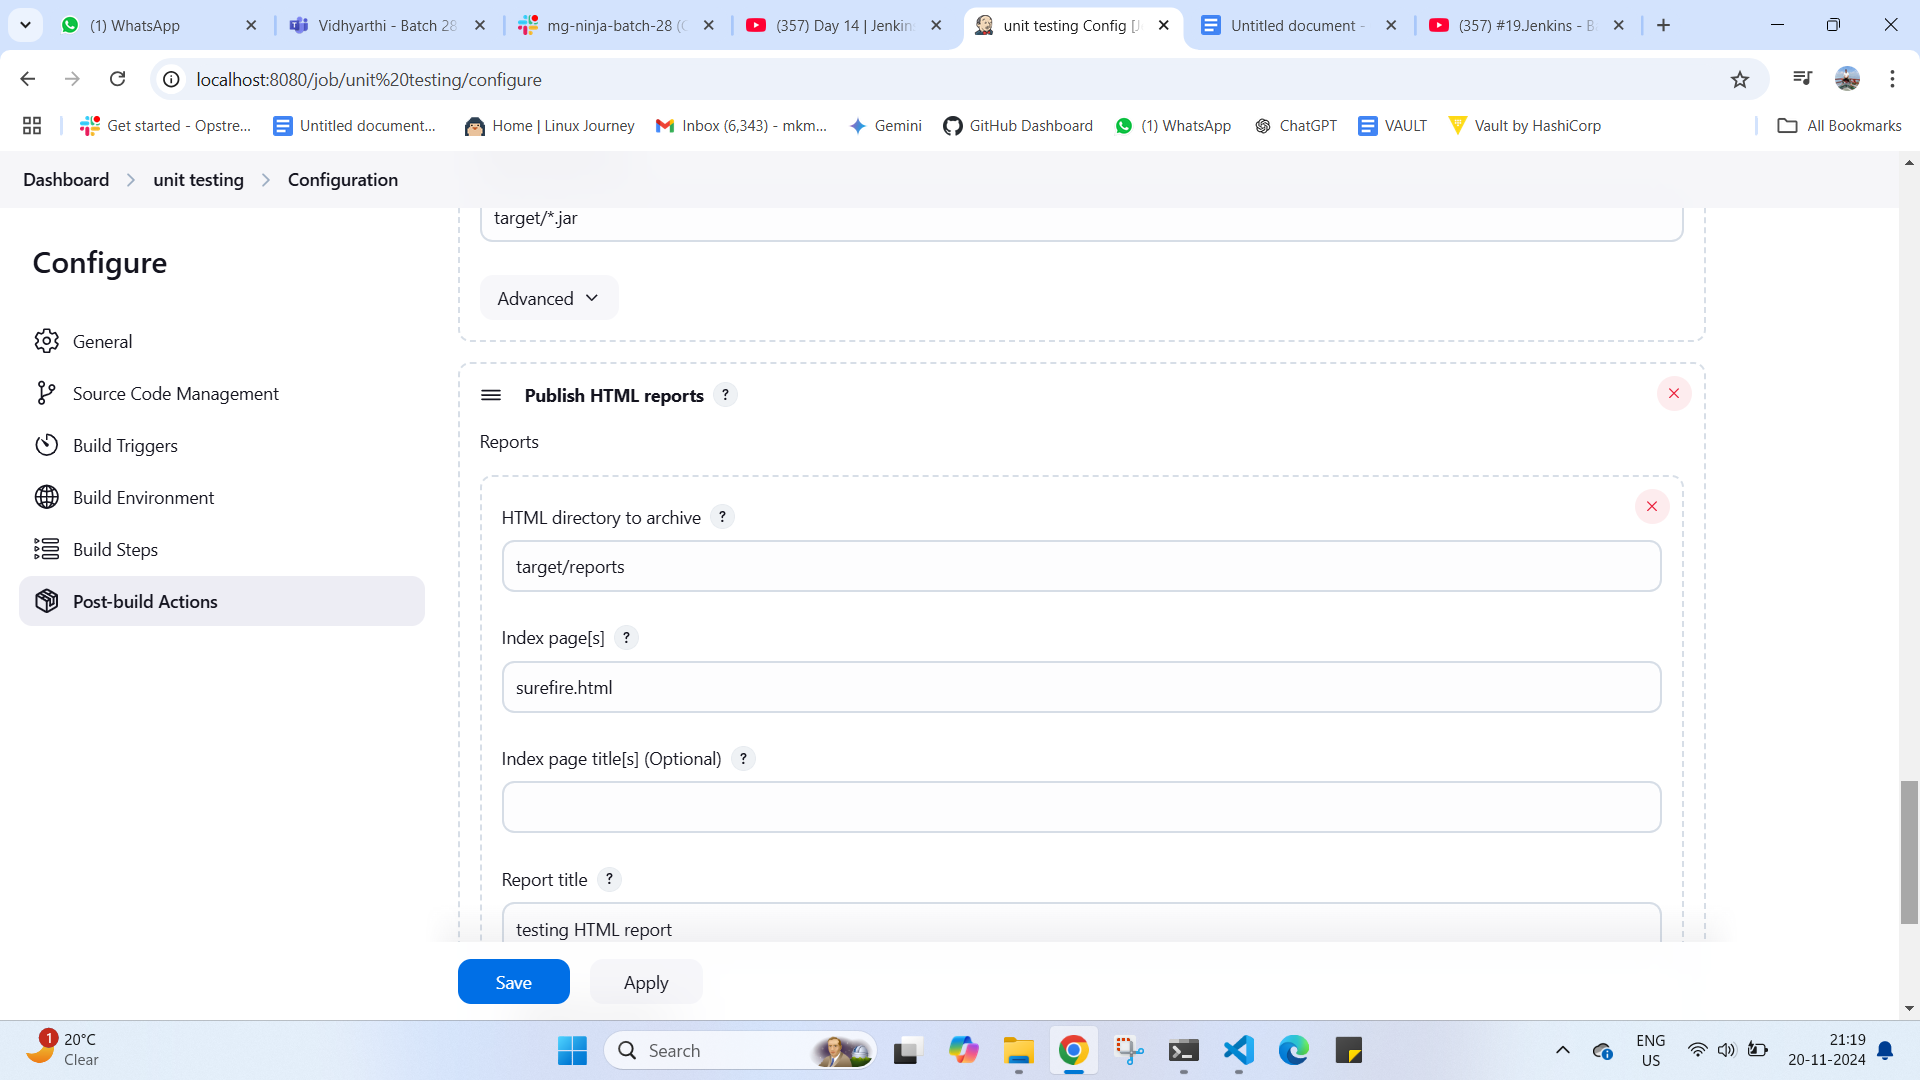 (1) WhatsApp
Vidhyarthi - Batch 28
mg-ninja-batch-28 (C
(357) Day 14 | Jenkins
unit testing Config [J
Untitled document -
(357) #19.Jenkins - B
localhost:8080/job/unit%20testing/configure
Get started - Opstre...
Untitled document...
Home | Linux Journey
Inbox (6,343) - mkm...
Gemini
GitHub Dashboard
(1) WhatsApp
ChatGPT
VAULT
Vault by HashiCorp
All Bookmarks
Dashboard
unit testing
Configuration
target/*.jar
Configure
Advanced
General
Source Code Management
Build Triggers
Build Environment
Build Steps
Post-build Actions
Publish HTML reports ?
Reports
HTML directory to archive ?
target/reports
Index page[s] ?
surefire.html
Index page title[s] (Optional) ?
Report title ?
testing HTML report
Save
Apply
1
20°C
Clear
Search
ENG
US
21:19
20-11-2024